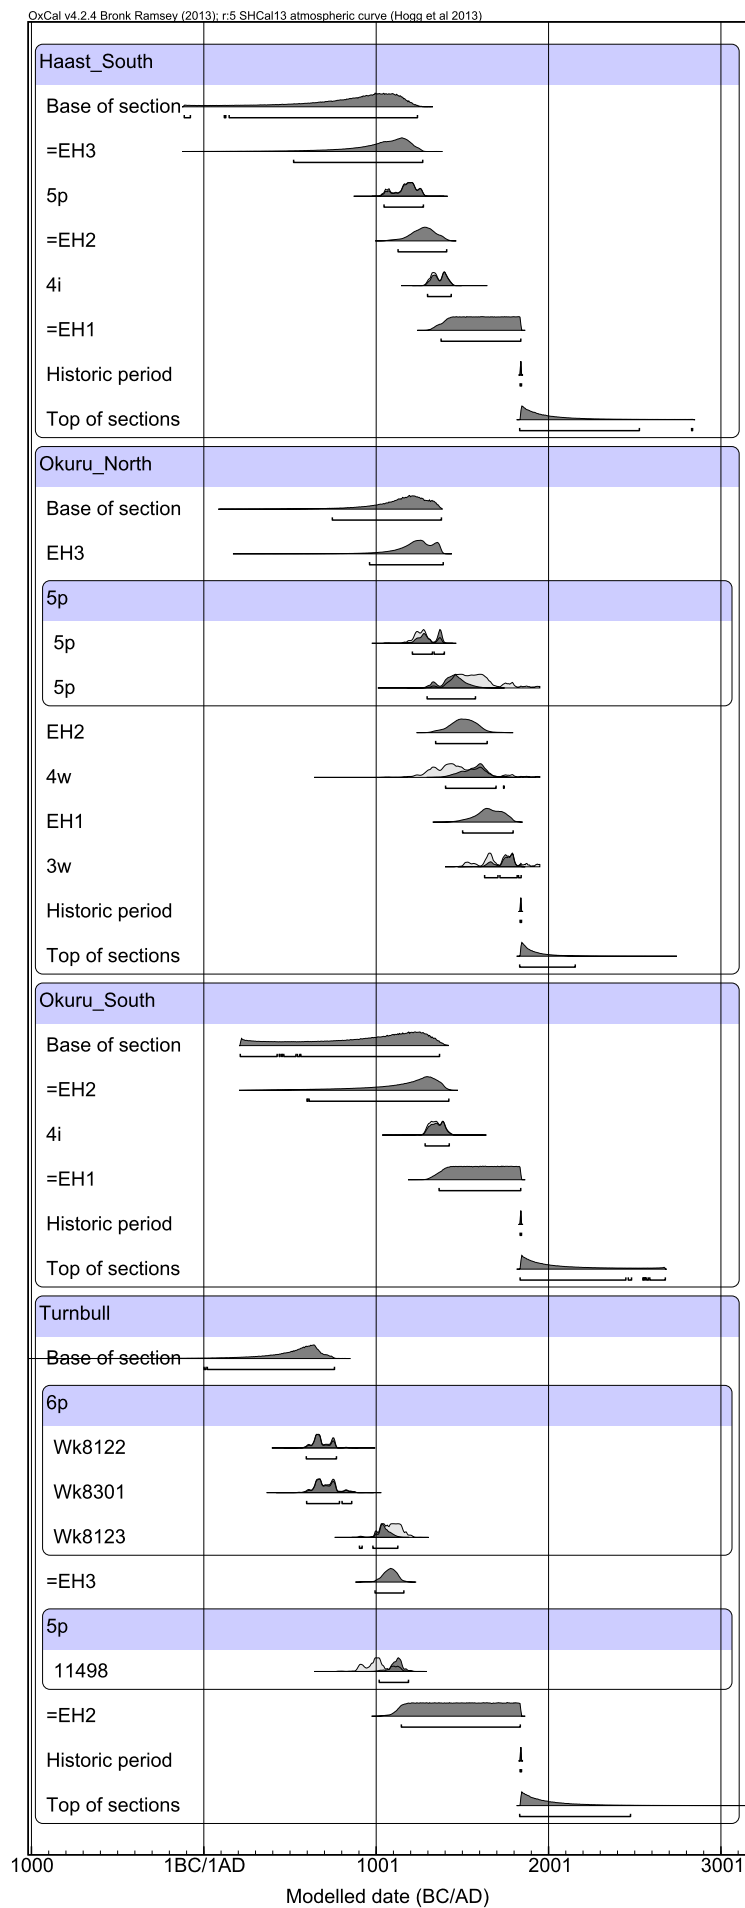 OxCal v4.2.4 Bronk Ramsey (2013); r:5 SHCal13 atmospheric curve (Hogg et al 2013)
Haast_South
Base of section
=EH3
5p
=EH2
4i
=EH1
Historic period
Top of sections
Okuru_North
Base of section
EH3
5p
5p
5p
EH2
4w
EH1
3w
Historic period
Top of sections
Okuru_South
Base of section
=EH2
4i
=EH1
Historic period
Top of sections
Turnbull
Base of section
6p
Wk8122
Wk8301
Wk8123
=EH3
5p
11498
=EH2
Historic period
Top of sections
1000 1BC/1AD 1001 2001 3001
Modelled date (BC/AD)